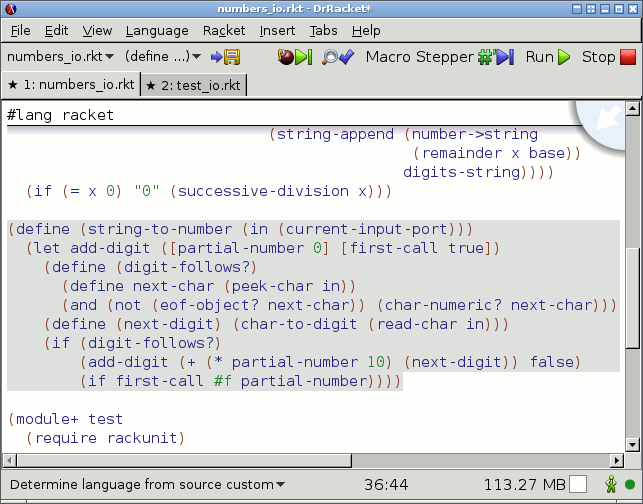 numbers_io.rkt - DrRacket*
File Edit View Language Racket Insert Tabs Help
numbers_io.rkt (define ...) Macro Stepper Run Stop
★ 1: numbers_io.rkt ★ 2: test_io.rkt
#lang racket
(string-append (number->string
(remainder x base))
digits-string))))
(if (= x 0) "0" (successive-division x)))
(define (string-to-number (in (current-input-port)))
(let add-digit ([partial-number 0] [first-call true])
(define (digit-follows?)
(define next-char (peek-char in))
(and (not (eof-object? next-char)) (char-numeric? next-char)))
(define (next-digit) (char-to-digit (read-char in)))
(if (digit-follows?)
(add-digit (+ (* partial-number 10) (next-digit)) false)
(if first-call #f partial-number))))
(module+ test
(require rackunit)
Determine language from source custom 36:44 113.27 MB